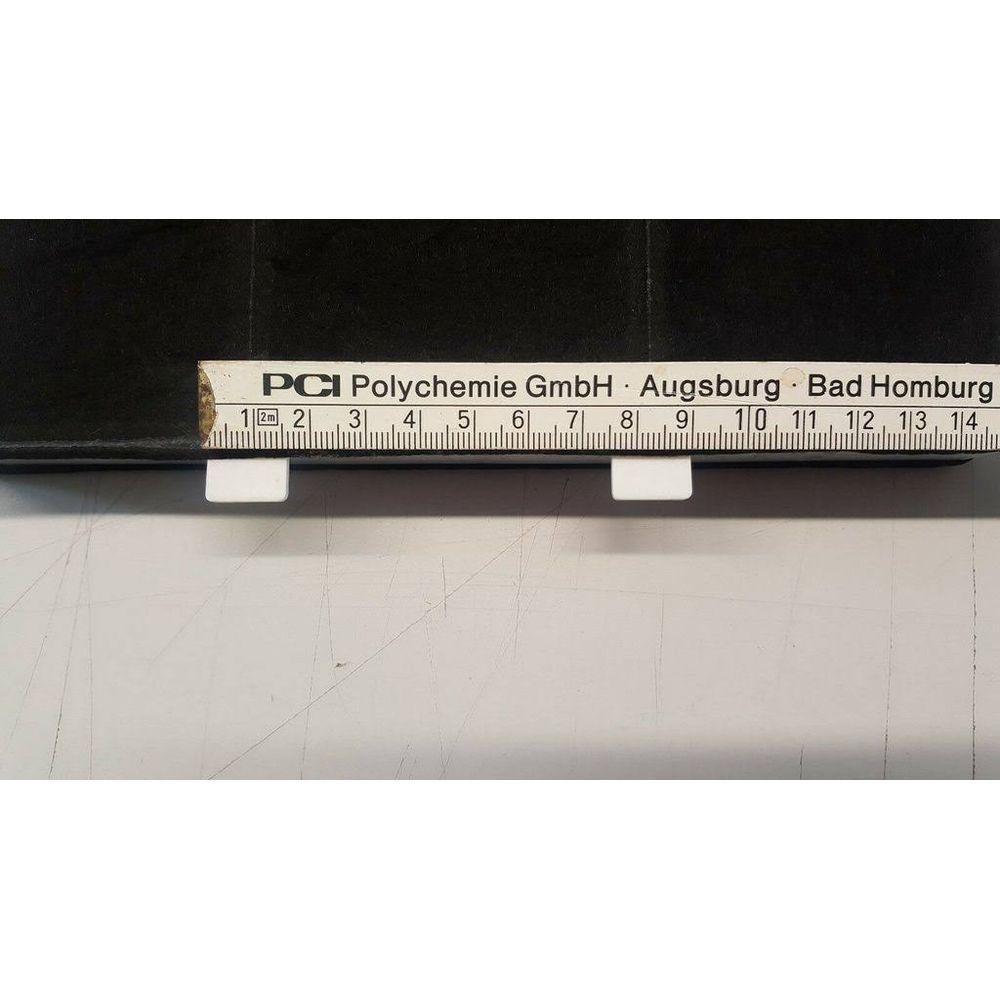 PCI Polychemie GmbH · Augsburg · Bad Homburg
1 2m 2 3 4 5 6 7 8 9 10 11 12 13 14